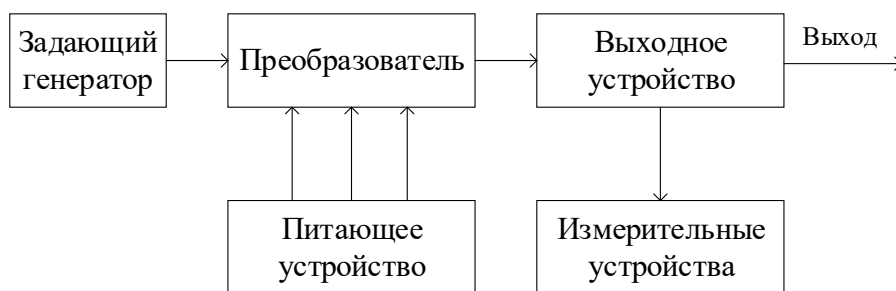 Задающий
генератор
Преобразователь
Выходное
устройство
Выход
Питающее
устройство
Измерительные
устройства